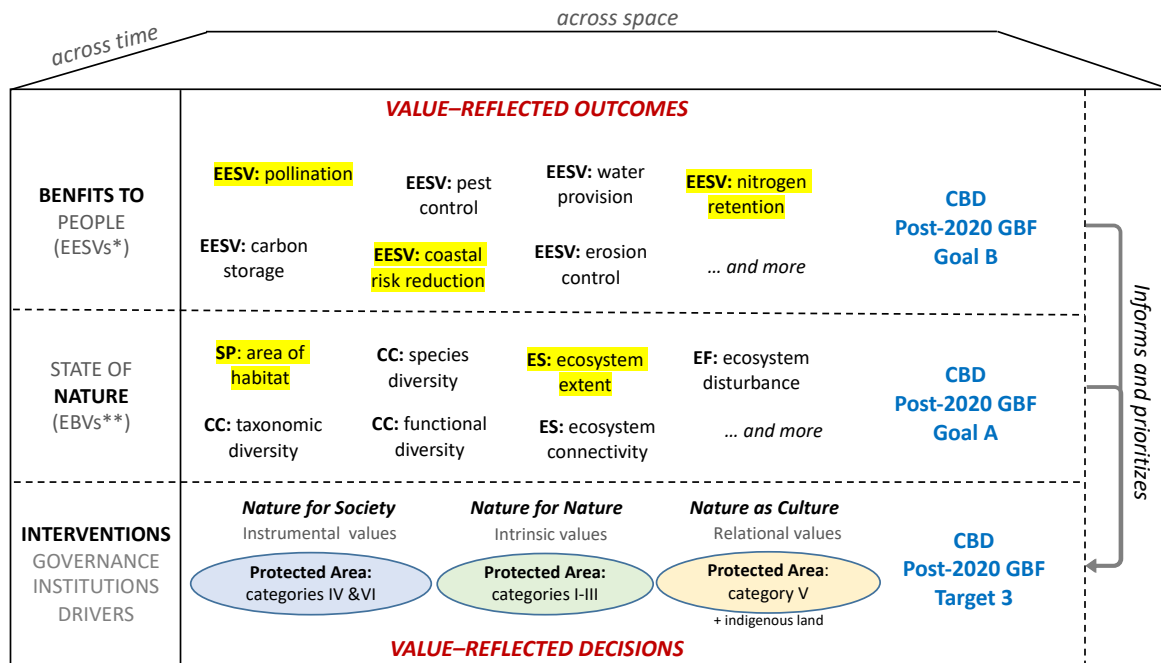 across space
across time
VALUE–REFLECTED OUTCOMES
BENFITS TO
PEOPLE
(EESVs*)
EESV: pollination
EESV: pest
control
EESV: water
provision
EESV: nitrogen
retention
EESV: carbon
storage
EESV: coastal
risk reduction
EESV: erosion
control
... and more
CBD
Post-2020 GBF
Goal B
STATE OF
NATURE
(EBVs**)
SP: area of
habitat
CC: species
diversity
ES: ecosystem
extent
EF: ecosystem
disturbance
CC: taxonomic
diversity
CC: functional
diversity
ES: ecosystem
connectivity
... and more
CBD
Post-2020 GBF
Goal A
Informs and prioritizes
INTERVENTIONS
GOVERNANCE
INSTITUTIONS
DRIVERS
Nature for Society
Instrumental values
Protected Area:
categories IV &VI
Nature for Nature
Intrinsic values
Protected Area:
categories I-III
Nature as Culture
Relational values
Protected Area:
category V
+ indigenous land
CBD
Post-2020 GBF
Target 3
VALUE–REFLECTED DECISIONS